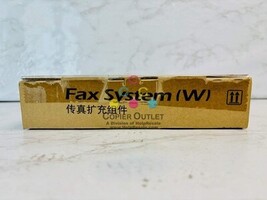 Fax System (W)
传真扩充组件
COPIER OUTLET
A Division of